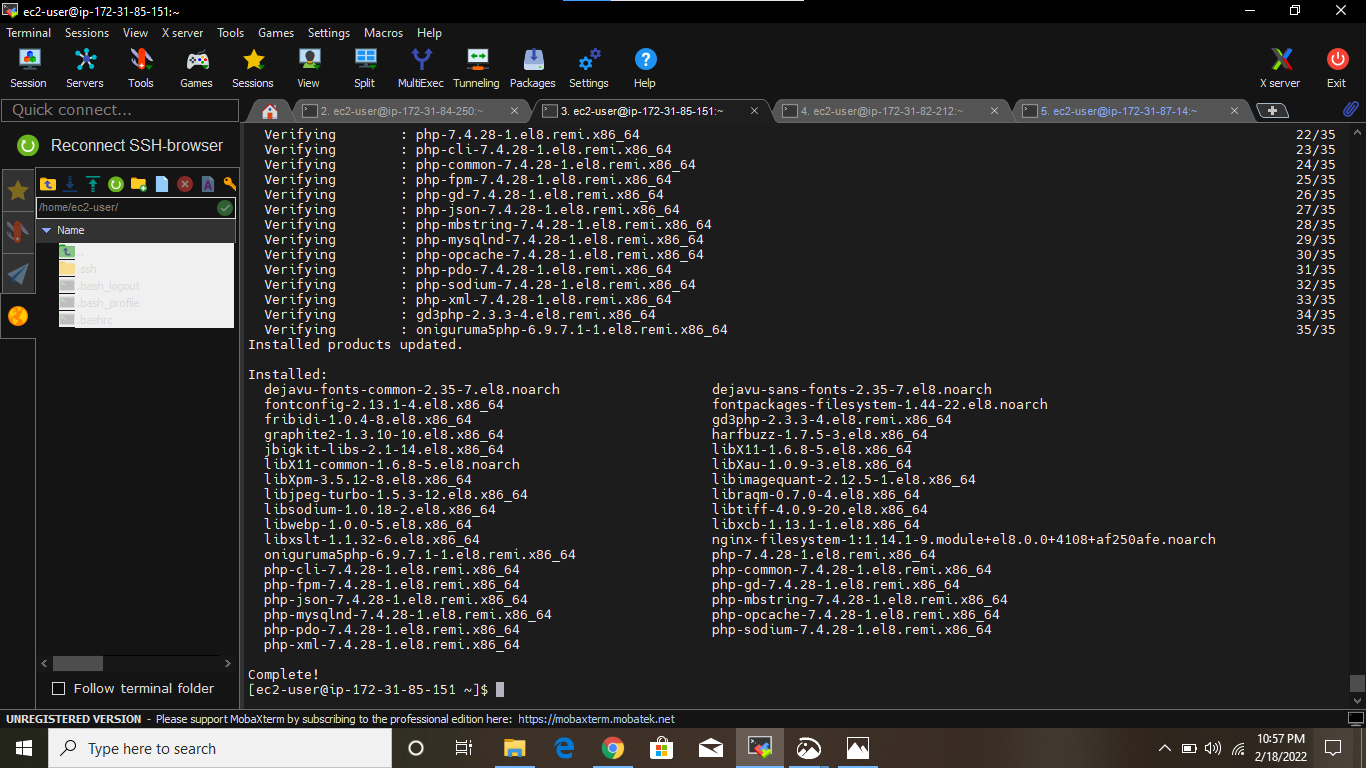 ec2-user@ip-172-31-85-151:~
Terminal Sessions View X server Tools Games Settings Macros Help
Session Servers Tools Games Sessions View Split MultiExec Tunneling Packages Settings Help X server Exit
Quick connect...
2. ec2-user@ip-172-31-84-250:~
3. ec2-user@ip-172-31-85-151:~
4. ec2-user@ip-172-31-82-212:~
5. ec2-user@ip-172-31-87-14:~
Reconnect SSH-browser
/home/ec2-user/
Name
..
.ssh
.bash_logout
.bash_profile
.bashrc
Follow terminal folder
Verifying : php-7.4.28-1.el8.remi.x86_64 22/35
Verifying : php-cli-7.4.28-1.el8.remi.x86_64 23/35
Verifying : php-common-7.4.28-1.el8.remi.x86_64 24/35
Verifying : php-fpm-7.4.28-1.el8.remi.x86_64 25/35
Verifying : php-gd-7.4.28-1.el8.remi.x86_64 26/35
Verifying : php-json-7.4.28-1.el8.remi.x86_64 27/35
Verifying : php-mbstring-7.4.28-1.el8.remi.x86_64 28/35
Verifying : php-mysqlnd-7.4.28-1.el8.remi.x86_64 29/35
Verifying : php-opcache-7.4.28-1.el8.remi.x86_64 30/35
Verifying : php-pdo-7.4.28-1.el8.remi.x86_64 31/35
Verifying : php-sodium-7.4.28-1.el8.remi.x86_64 32/35
Verifying : php-xml-7.4.28-1.el8.remi.x86_64 33/35
Verifying : gd3php-2.3.3-4.el8.remi.x86_64 34/35
Verifying : oniguruma5php-6.9.7.1-1.el8.remi.x86_64 35/35
Installed products updated.
Installed:
dejavu-fonts-common-2.35-7.el8.noarch dejavu-sans-fonts-2.35-7.el8.noarch
fontconfig-2.13.1-4.el8.x86_64 fontpackages-filesystem-1.44-22.el8.noarch
fribidi-1.0.4-8.el8.x86_64 gd3php-2.3.3-4.el8.remi.x86_64
graphite2-1.3.10-10.el8.x86_64 harfbuzz-1.7.5-3.el8.x86_64
jbigkit-libs-2.1-14.el8.x86_64 libX11-1.6.8-5.el8.x86_64
libX11-common-1.6.8-5.el8.noarch libXau-1.0.9-3.el8.x86_64
libXpm-3.5.12-8.el8.x86_64 libimagequant-2.12.5-1.el8.x86_64
libjpeg-turbo-1.5.3-12.el8.x86_64 libraqm-0.7.0-4.el8.x86_64
libsodium-1.0.18-2.el8.x86_64 libtiff-4.0.9-20.el8.x86_64
libwebp-1.0.0-5.el8.x86_64 libxcb-1.13.1-1.el8.x86_64
libxslt-1.1.32-6.el8.x86_64 nginx-filesystem-1:1.14.1-9.module+el8.0.0+4108+af250afe.noarch
oniguruma5php-6.9.7.1-1.el8.remi.x86_64 php-7.4.28-1.el8.remi.x86_64
php-cli-7.4.28-1.el8.remi.x86_64 php-common-7.4.28-1.el8.remi.x86_64
php-fpm-7.4.28-1.el8.remi.x86_64 php-gd-7.4.28-1.el8.remi.x86_64
php-json-7.4.28-1.el8.remi.x86_64 php-mbstring-7.4.28-1.el8.remi.x86_64
php-mysqlnd-7.4.28-1.el8.remi.x86_64 php-opcache-7.4.28-1.el8.remi.x86_64
php-pdo-7.4.28-1.el8.remi.x86_64 php-sodium-7.4.28-1.el8.remi.x86_64
php-xml-7.4.28-1.el8.remi.x86_64
Complete!
[ec2-user@ip-172-31-85-151 ~]$
UNREGISTERED VERSION - Please support MobaXterm by subscribing to the professional edition here: https://mobaxterm.mobatek.net
Type here to search
10:57 PM
2/18/2022